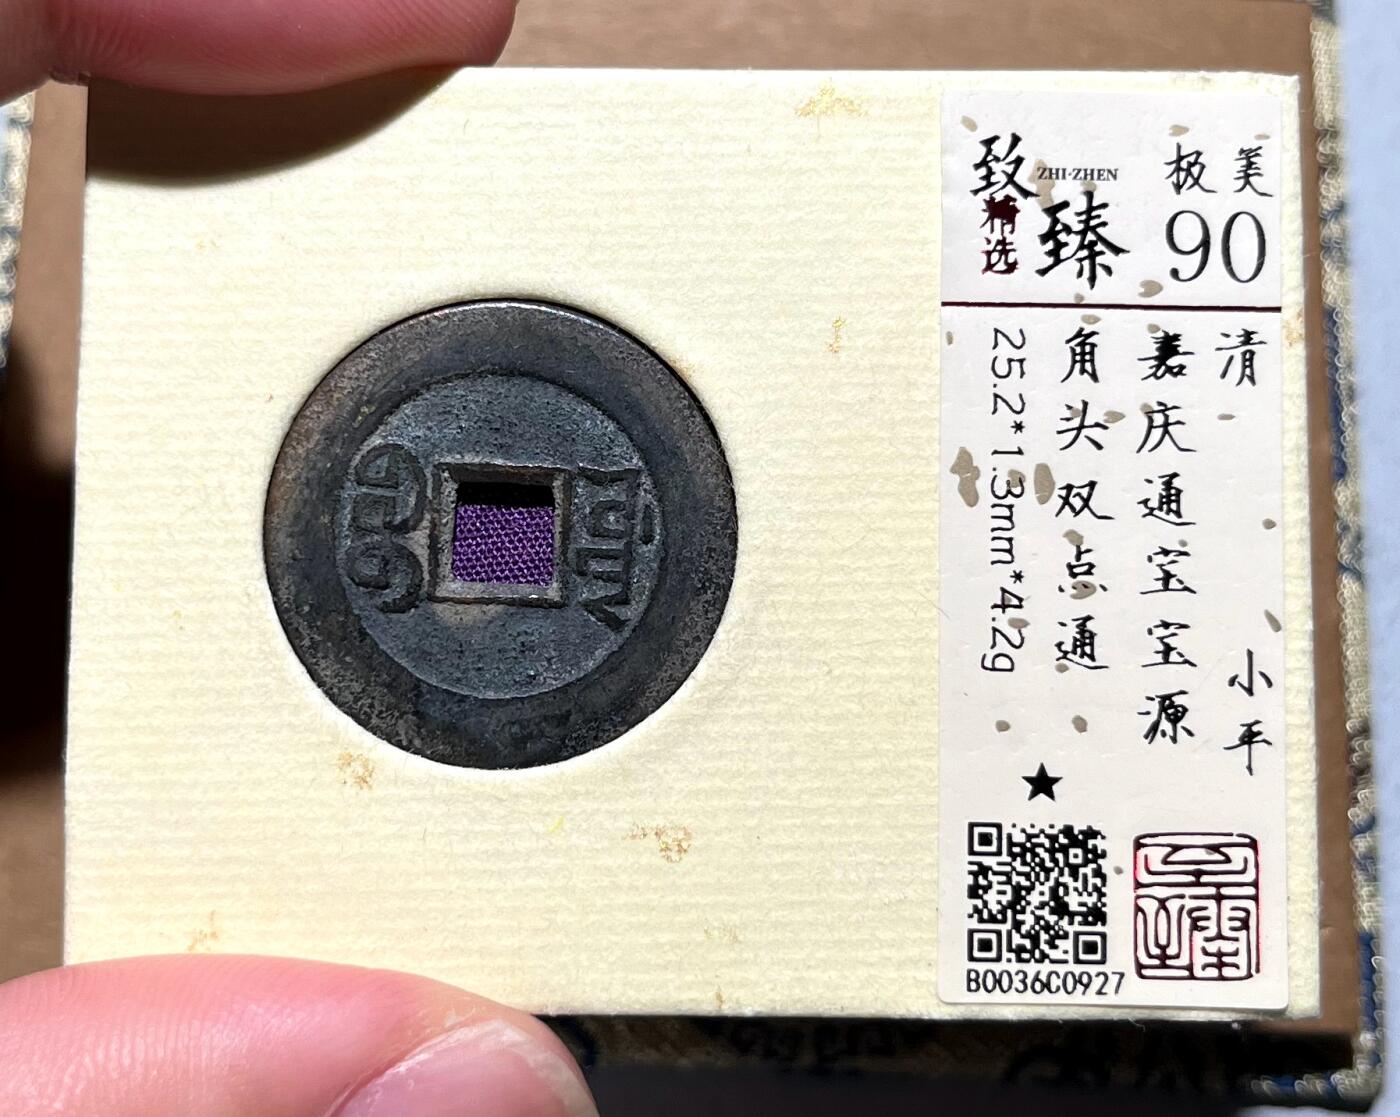 致臻
ZHI·ZHEN
精选
极美
90
清 小平
嘉庆通宝宝源
角头双点通
25.2*1.3mm*4.2g
B0036C0927